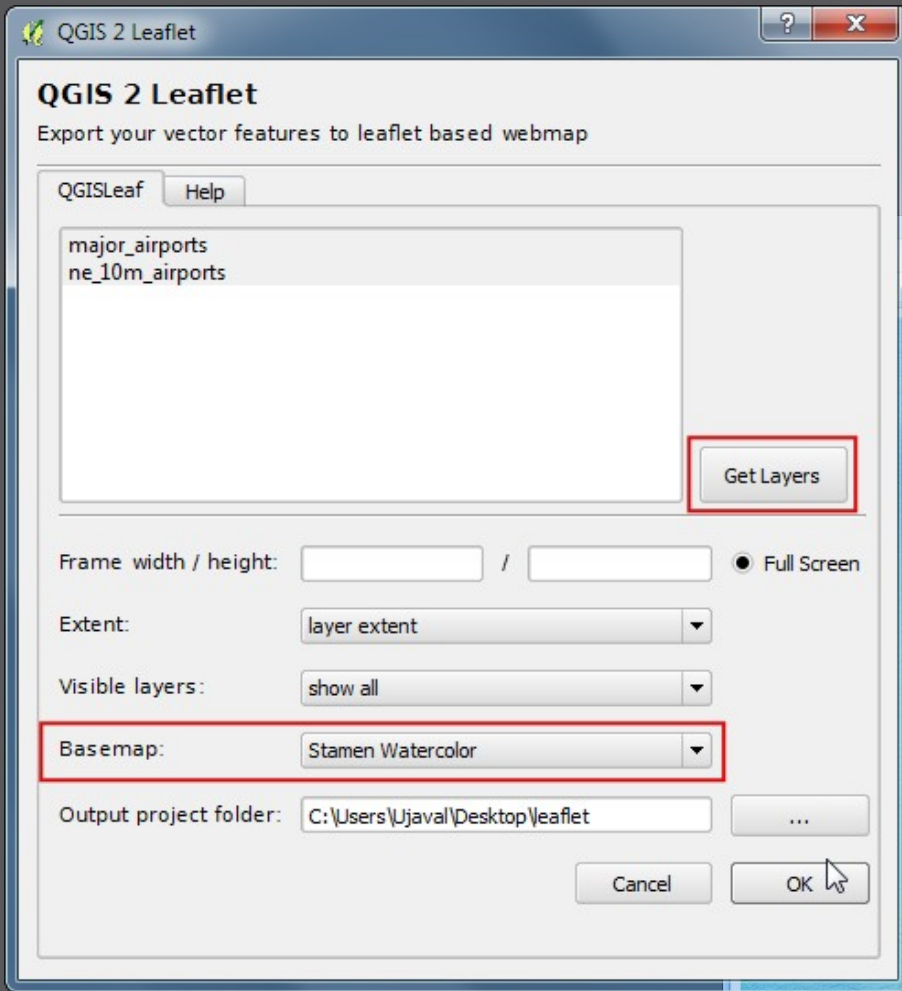 QGIS 2 Leaflet
? X
QGIS 2 Leaflet
Export your vector features to leaflet based webmap
QGISLeaf Help
major_airports
ne_10m_airports
Get Layers
Frame width / height: / Full Screen
Extent: layer extent
Visible layers: show all
Basemap: Stamen Watercolor
Output project folder: C:\Users\Ujaval\Desktop\leaflet ...
Cancel OK